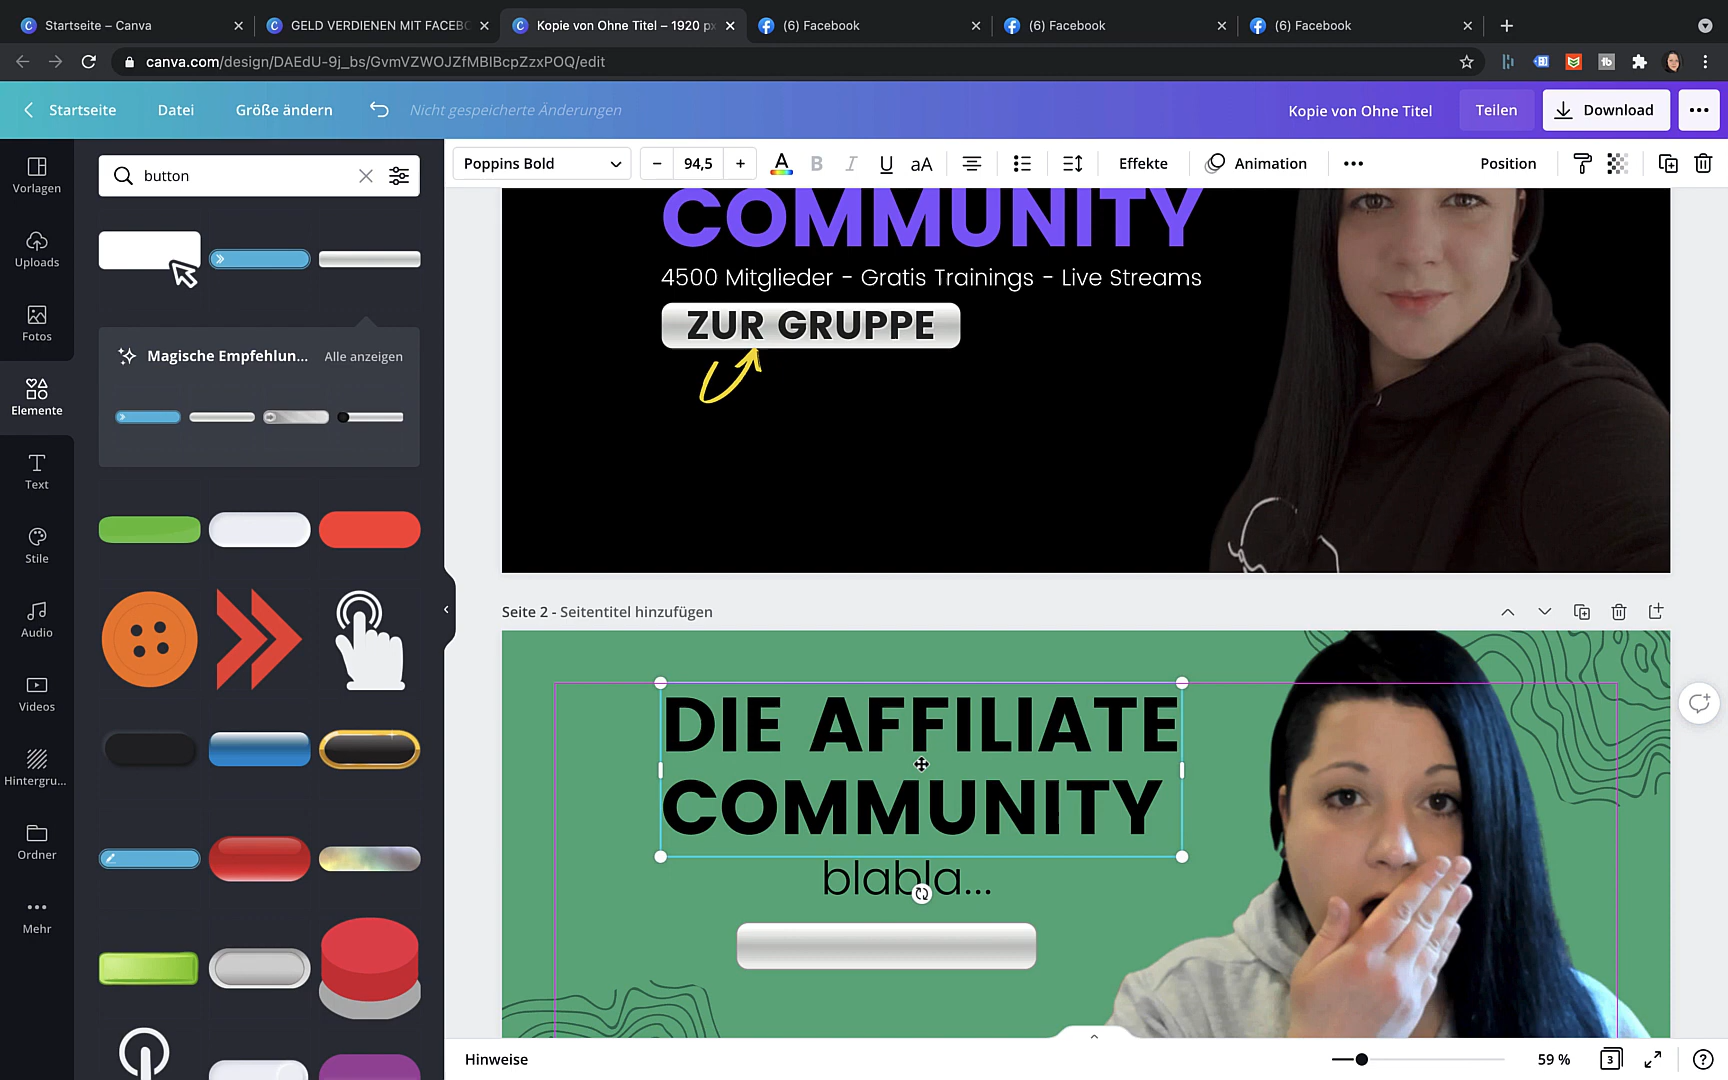 Startseite – Canva
GELD VERDIENEN MIT FACEBO
Kopie von Ohne Titel – 1920 px
(6) Facebook
(6) Facebook
(6) Facebook
canva.com/design/DAEdU-9j_bs/GvmVZWOJZfMBlBcpZzxPOQ/edit
Startseite
Datei
Größe ändern
Nicht gespeicherte Änderungen
Kopie von Ohne Titel
Teilen
Download
button
Poppins Bold
94,5
A
B
I
U
aA
Effekte
Animation
Position
Vorlagen
Uploads
Fotos
Elemente
Text
Stile
Audio
Videos
Hintergru...
Ordner
Mehr
Magische Empfehlun...
Alle anzeigen
COMMUNITY
4500 Mitglieder - Gratis Trainings - Live Streams
ZUR GRUPPE
Seite 2 - Seitentitel hinzufügen
DIE AFFILIATE
COMMUNITY
blabla...
Hinweise
59 %
3